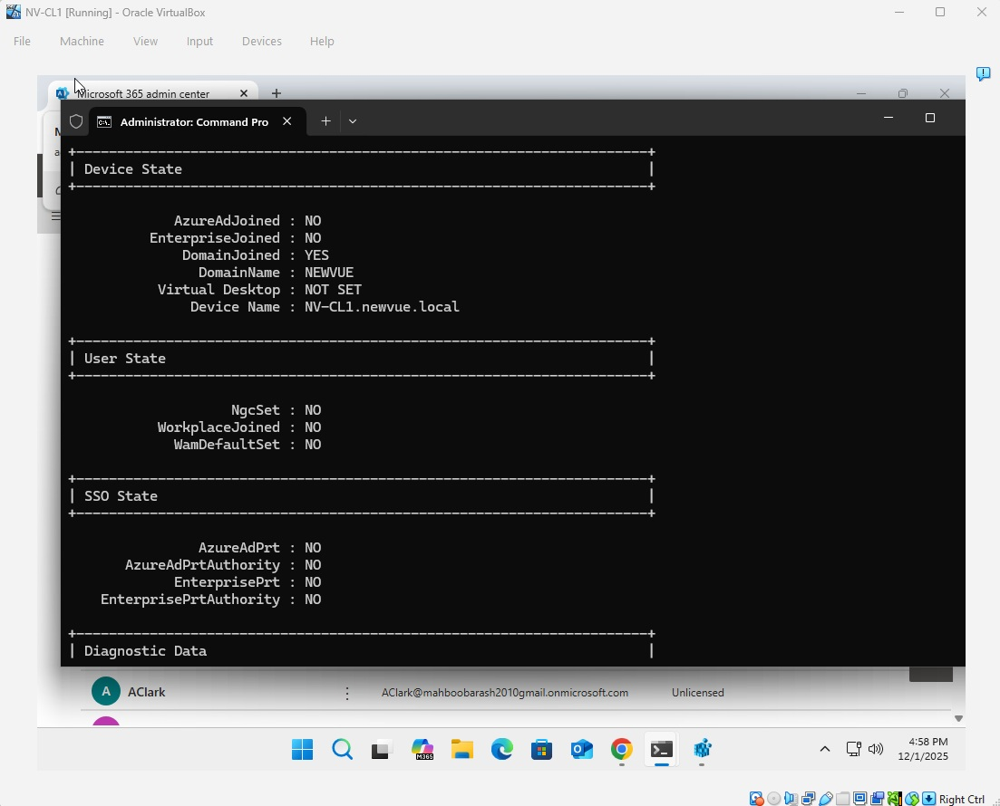 NV-CL1 [Running] - Oracle VirtualBox
File Machine View Input Devices Help
Microsoft 365 admin center
Administrator: Command Pro
Device State
AzureAdJoined : NO
EnterpriseJoined : NO
DomainJoined : YES
DomainName : NEWVUE
Virtual Desktop : NOT SET
Device Name : NV-CL1.newvue.local
User State
NgcSet : NO
WorkplaceJoined : NO
WamDefaultSet : NO
SSO State
AzureAdPrt : NO
AzureAdPrtAuthority : NO
EnterprisePrt : NO
EnterprisePrtAuthority : NO
Diagnostic Data
A AClark AClark@mahboobarash2010gmail.onmicrosoft.com Unlicensed
M365
4:58 PM
12/1/2025
Right Ctrl